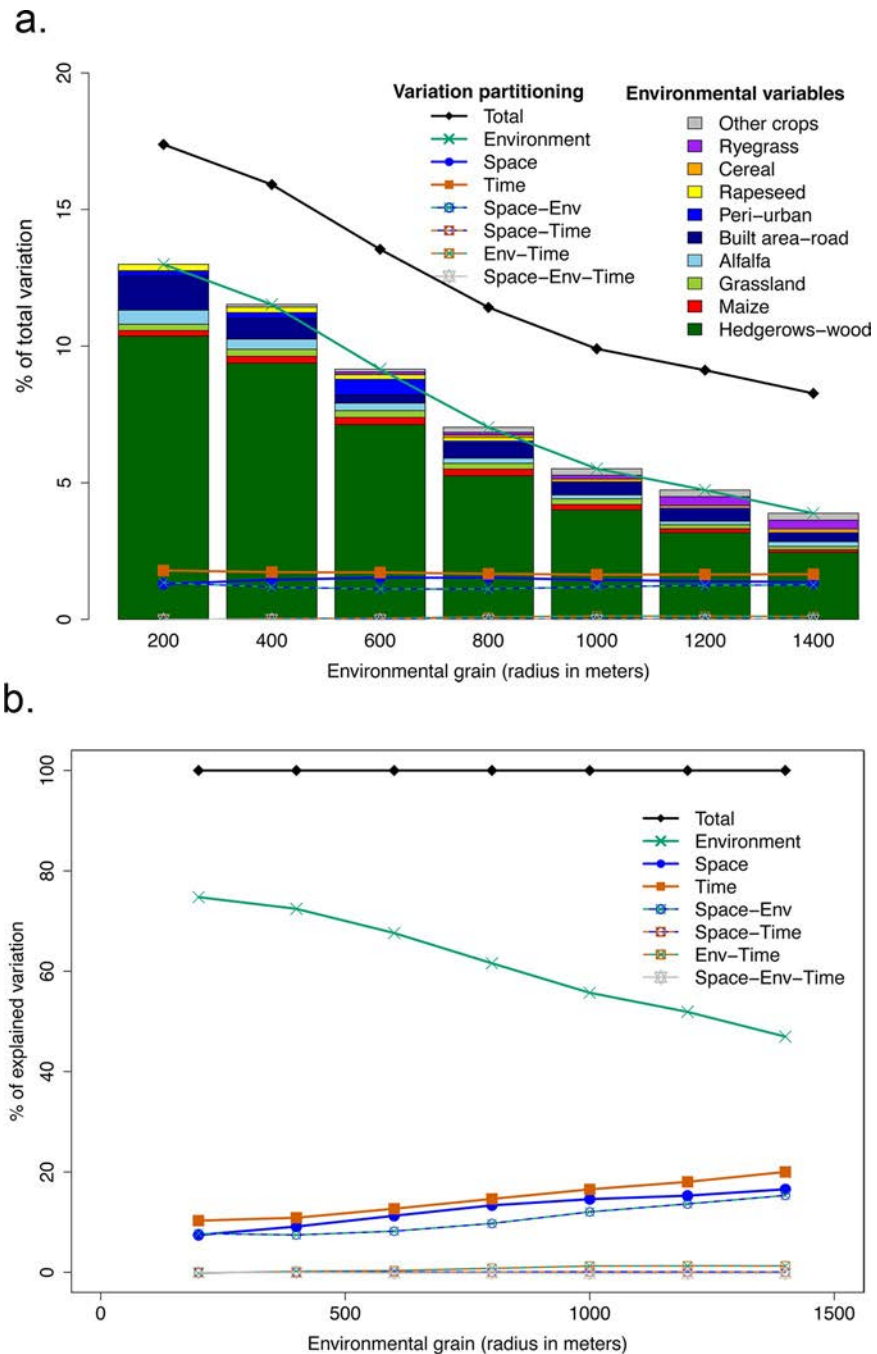 a.
Variation partitioning
Total
Environment
Space
Time
Space−Env
Space−Time
Env−Time
Space−Env−Time
Environmental variables
Other crops
Ryegrass
Cereal
Rapeseed
Peri−urban
Built area−road
Alfalfa
Grassland
Maize
Hedgerows−wood
% of total variation
20
15
10
5
0
200 400 600 800 1000 1200 1400
Environmental grain (radius in meters)
b.
Total
Environment
Space
Time
Space−Env
Space−Time
Env−Time
Space−Env−Time
% of explained variation
100
80
60
40
20
0
0 500 1000 1500
Environmental grain (radius in meters)